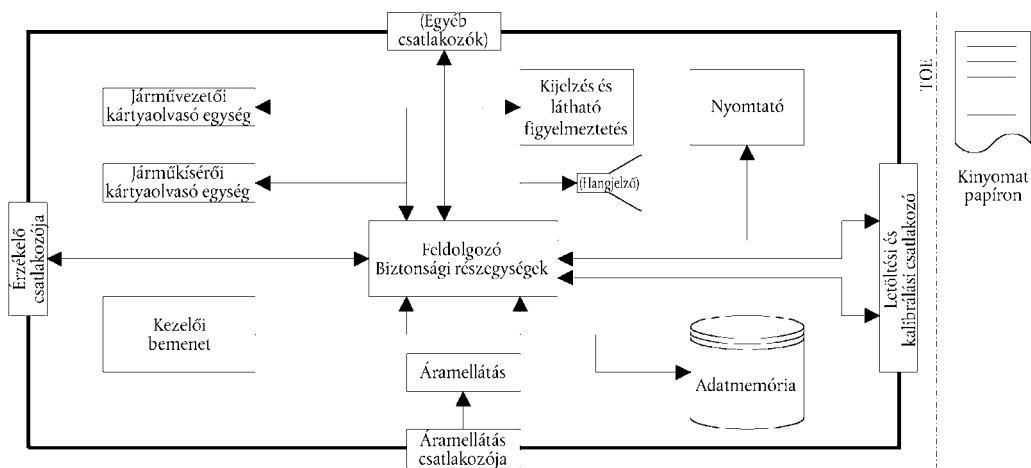 (Egyéb
csatlakozók)
Járművezetői
kártyaolvasó egység
Kijelzés és
látható
figyelmeztetés
Nyomtató
TOE
Járműkísérői
kártyaolvasó egység
(Hangjelző)
Kinyomat
papíron
Érzékelő
csatlakozója
Feldolgozó
Biztonsági részegységek
Letöltési és
kalibrálási csatlakozó
Kezelői
bemenet
Áramellátás
Adatmemória
Áramellátás
csatlakozója